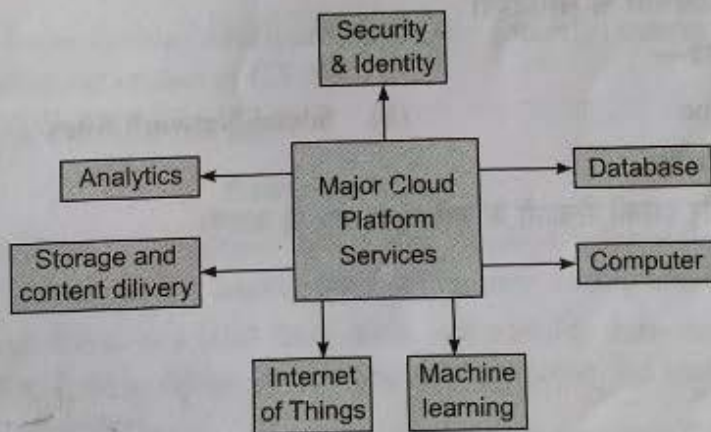 Security
& Identity
Analytics
Major Cloud
Platform
Services
Database
Storage and
content dilivery
Computer
Internet
of Things
Machine
learning